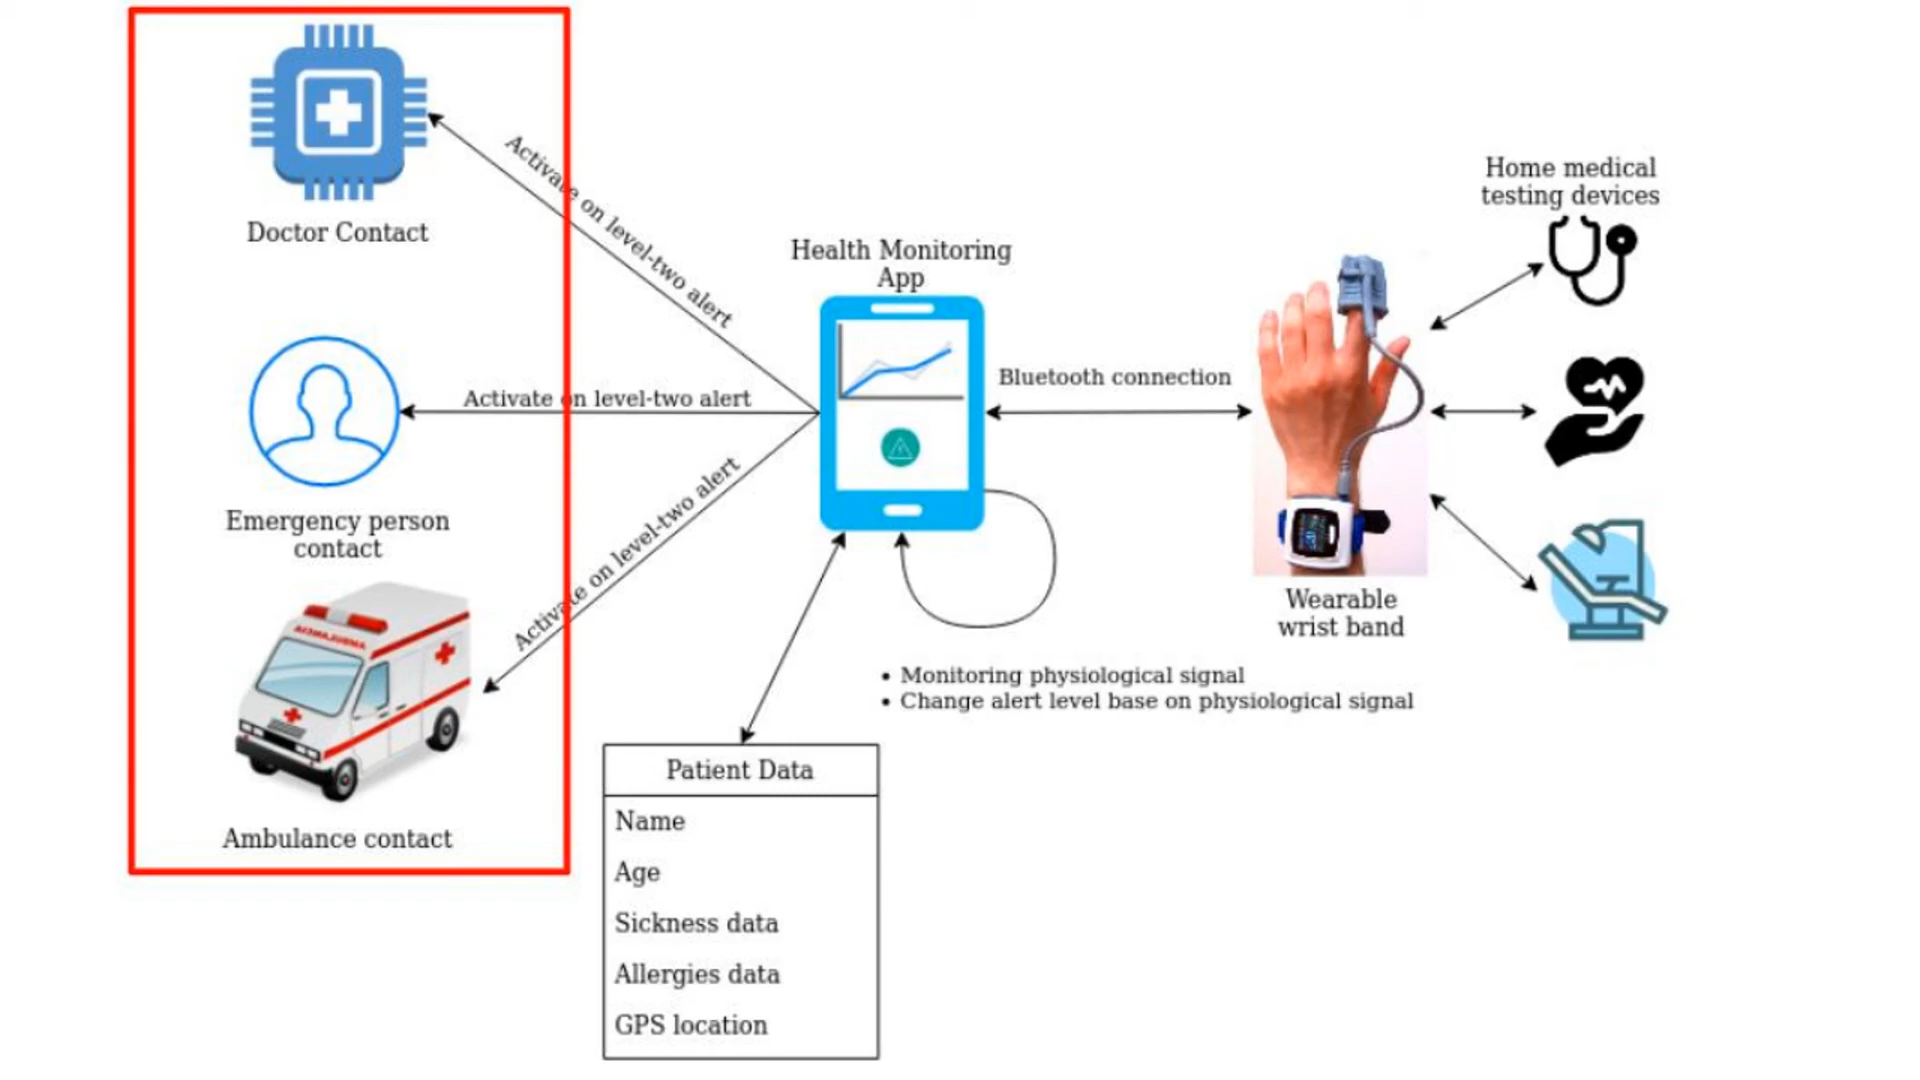 Doctor Contact
Emergency person
contact
Ambulance contact
Activate on level-two alert
Activate on level-two alert
Activate on level-two alert
Health Monitoring
App
Bluetooth connection
• Monitoring physiological signal
• Change alert level base on physiological signal
Patient Data
Name
Age
Sickness data
Allergies data
GPS location
Wearable
wrist band
Home medical
testing devices